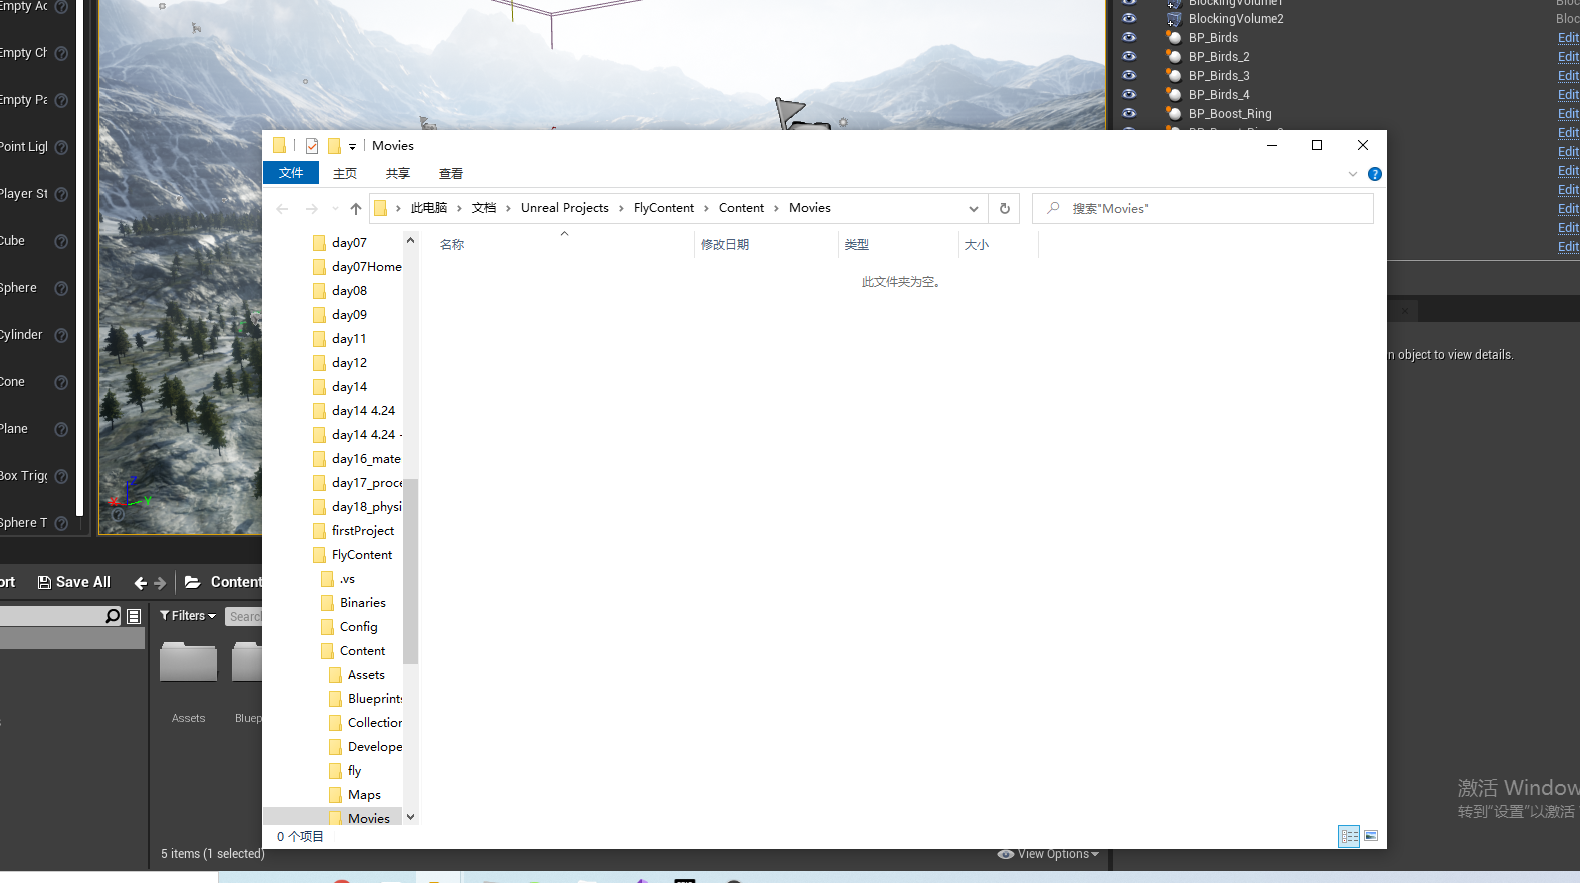 Empty Ac
Empty Ch
Empty Pa
Point Ligl
Player St
Cube
Sphere
Cylinder
Cone
Plane
Box Trigg
Sphere T
Z
X
Y
BlockingVolume1
BlockingVolume2
BP_Birds
Edit
BP_Birds_2
Edit
BP_Birds_3
Edit
BP_Birds_4
Edit
BP_Boost_Ring
Edit
Edit
Edit
Edit
Edit
Edit
Edit
Edit
n object to view details.
Movies
文件
主页
共享
查看
此电脑 › 文档 › Unreal Projects › FlyContent › Content › Movies
搜索"Movies"
名称
修改日期
类型
大小
此文件夹为空。
day07
day07Home
day08
day09
day11
day12
day14
day14 4.24
day14 4.24 -
day16_mate
day17_proce
day18_physi
firstProject
FlyContent
.vs
Binaries
Config
Content
Assets
Blueprints
Collection
Develope
fly
Maps
Movies
0 个项目
ort
Save All
Content
Filters
Search
Assets
Bluep
5 items (1 selected)
View Options
激活 Window
转到"设置"以激活